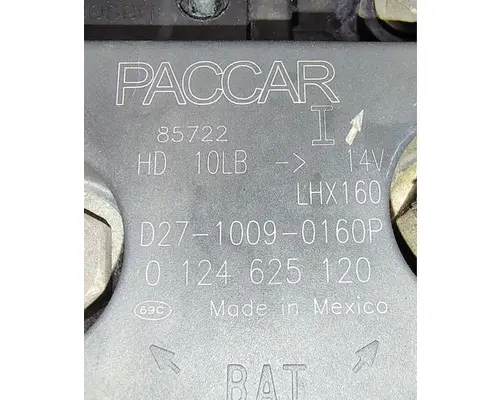 PACCAR
I
85722
HD 10LB -> 14V
LHX160
D27-1009-0160P
0 124 625 120
69C Made in Mexico
BAT